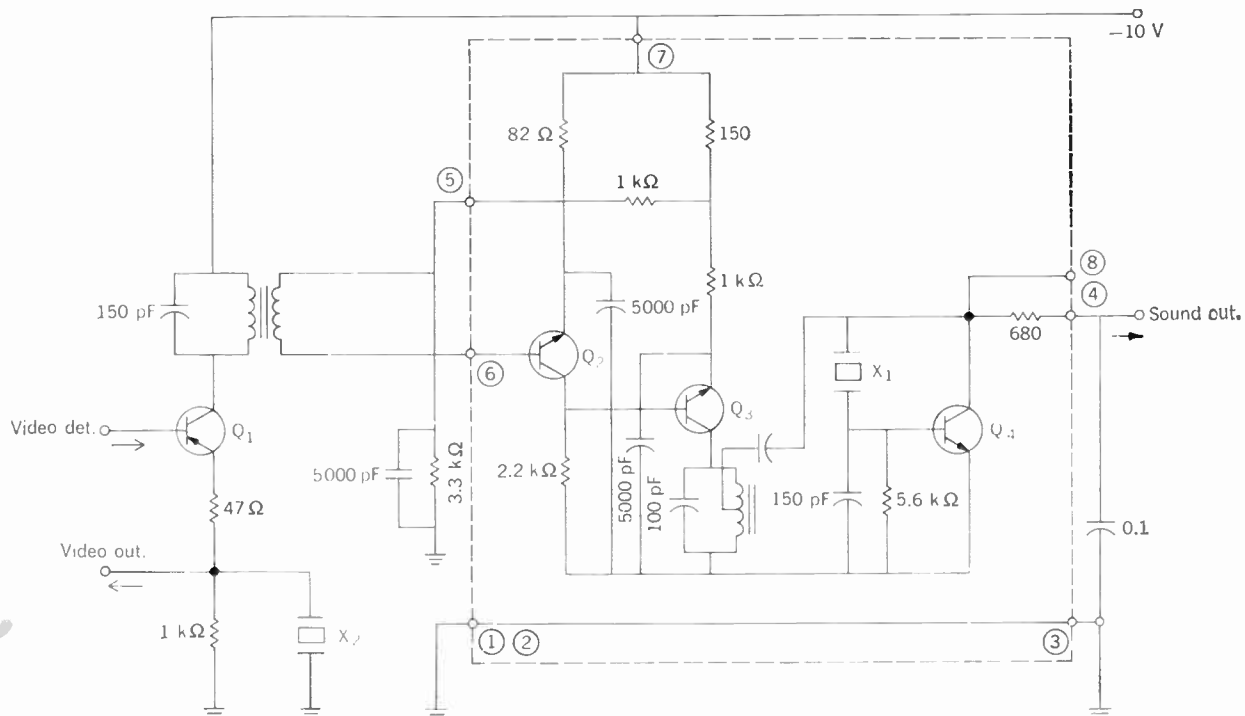 −10 V
⑦
82 Ω
150
⑤
1 kΩ
⑧
1 kΩ
④
150 pF
5000 pF
Sound out.
680
⑥
Q₂
X₁
Video det.
Q₁
Q₃
Q₄
5000 pF
3.3 kΩ
2.2 kΩ
5000 pF
100 pF
150 pF
5.6 kΩ
47 Ω
0.1
Video out.
1 kΩ
X₂
① ②
③